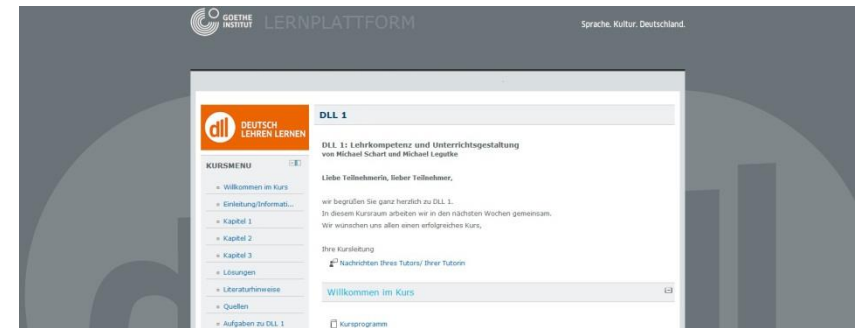 GOETHE
INSTITUT
LERNPLATTFORM
Sprache. Kultur. Deutschland.
dll
DEUTSCH
LEHREN LERNEN
KURSMENU
Willkommen im Kurs
Einleitung/Informati...
Kapitel 1
Kapitel 2
Kapitel 3
Lösungen
Literaturhinweise
Quellen
Aufgaben zu DLL 1
DLL 1
DLL 1: Lehrkompetenz und Unterrichtsgestaltung
von Michael Schart und Michael Legutke
Liebe Teilnehmerin, lieber Teilnehmer,
wir begrüßen Sie ganz herzlich zu DLL 1.
In diesem Kursraum arbeiten wir in den nächsten Wochen gemeinsam.
Wir wünschen uns allen einen erfolgreiches Kurs,
Ihre Kursleitung
Nachrichten Ihres Tutors/ Ihrer Tutorin
Willkommen im Kurs
Kursprogramm